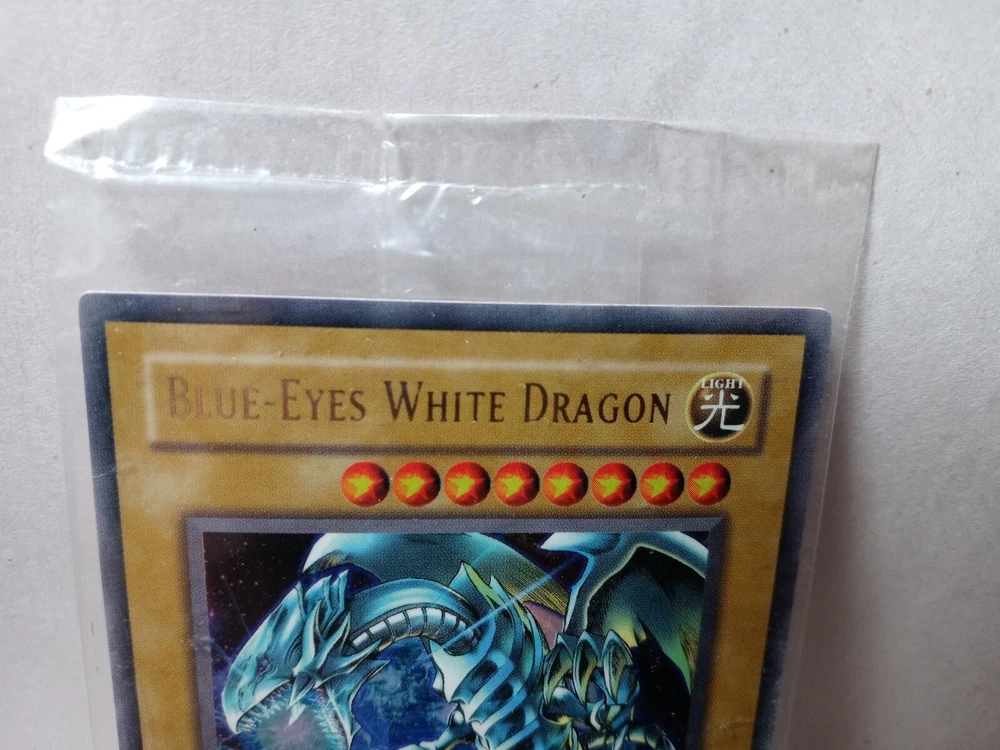 BLUE-EYES WHITE DRAGON
LIGHT
光